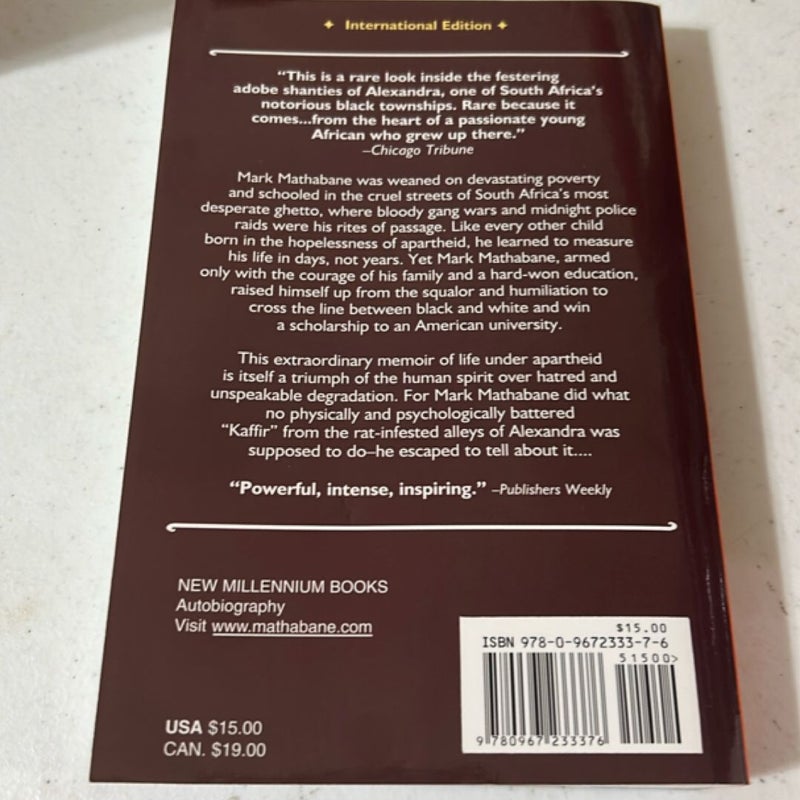 ✦ International Edition ✦
“This is a rare look inside the festering
adobe shanties of Alexandra, one of South Africa's
notorious black townships. Rare because it
comes...from the heart of a passionate young
African who grew up there.”
–Chicago Tribune
Mark Mathabane was weaned on devastating poverty
and schooled in the cruel streets of South Africa's most
desperate ghetto, where bloody gang wars and midnight police
raids were his rites of passage. Like every other child
born in the hopelessness of apartheid, he learned to measure
his life in days, not years. Yet Mark Mathabane, armed
only with the courage of his family and a hard-won education,
raised himself up from the squalor and humiliation to
cross the line between black and white and win
a scholarship to an American university.
This extraordinary memoir of life under apartheid
is itself a triumph of the human spirit over hatred and
unspeakable degradation. For Mark Mathabane did what
no physically and psychologically battered
“Kaffir” from the rat-infested alleys of Alexandra was
supposed to do–he escaped to tell about it....
“Powerful, intense, inspiring.” –Publishers Weekly
NEW MILLENNIUM BOOKS
Autobiography
Visit www.mathabane.com
USA $15.00
CAN. $19.00
$15.00
ISBN 978-0-9672333-7-6
51500>
9 780967 233376